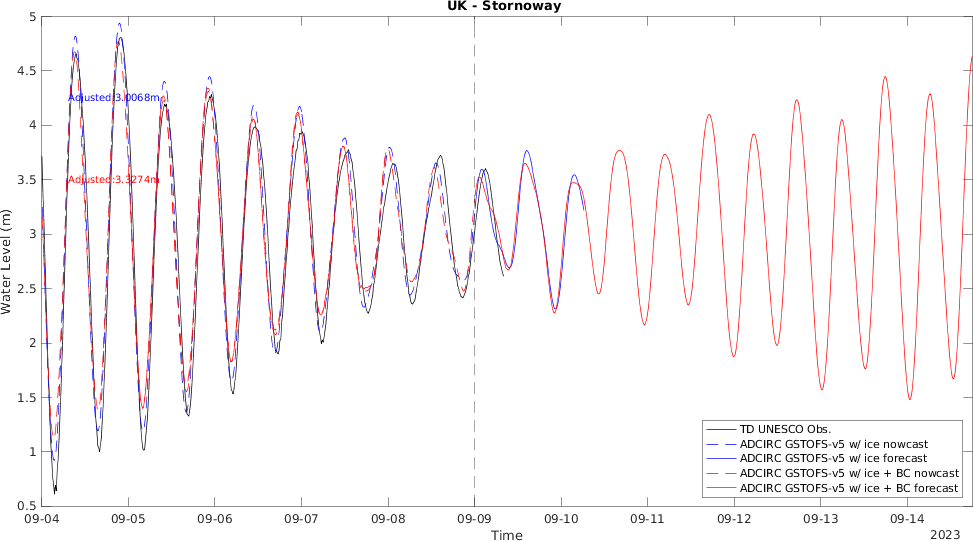 UK - Stornoway
5
4.5
4
3.5
3
2.5
2
1.5
1
0.5
Water Level (m)
Adjusted:3.0068m
Adjusted:3.3274m
TD UNESCO Obs.
ADCIRC GSTOFS-v5 w/ ice nowcast
ADCIRC GSTOFS-v5 w/ ice forecast
ADCIRC GSTOFS-v5 w/ ice + BC nowcast
ADCIRC GSTOFS-v5 w/ ice + BC forecast
09-04 09-05 09-06 09-07 09-08 09-09 09-10 09-11 09-12 09-13 09-14
Time
2023